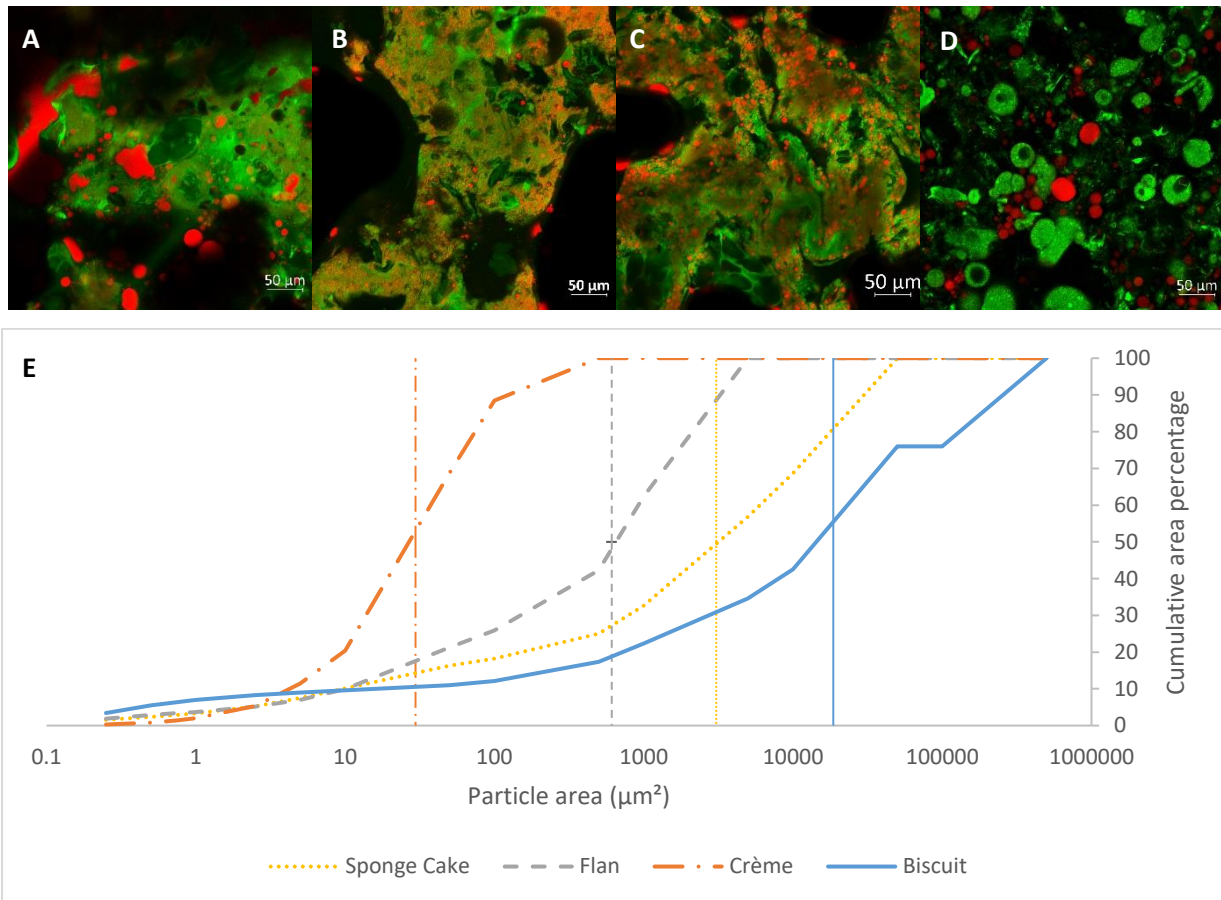 A B C D
50 µm 50 µm 50 µm 50 µm
E
100
90
80
70
60
50
40
30
20
10
0
Cumulative area percentage
0.1 1 10 100 1000 10000 100000 1000000
Particle area (µm²)
Sponge Cake Flan Crème Biscuit